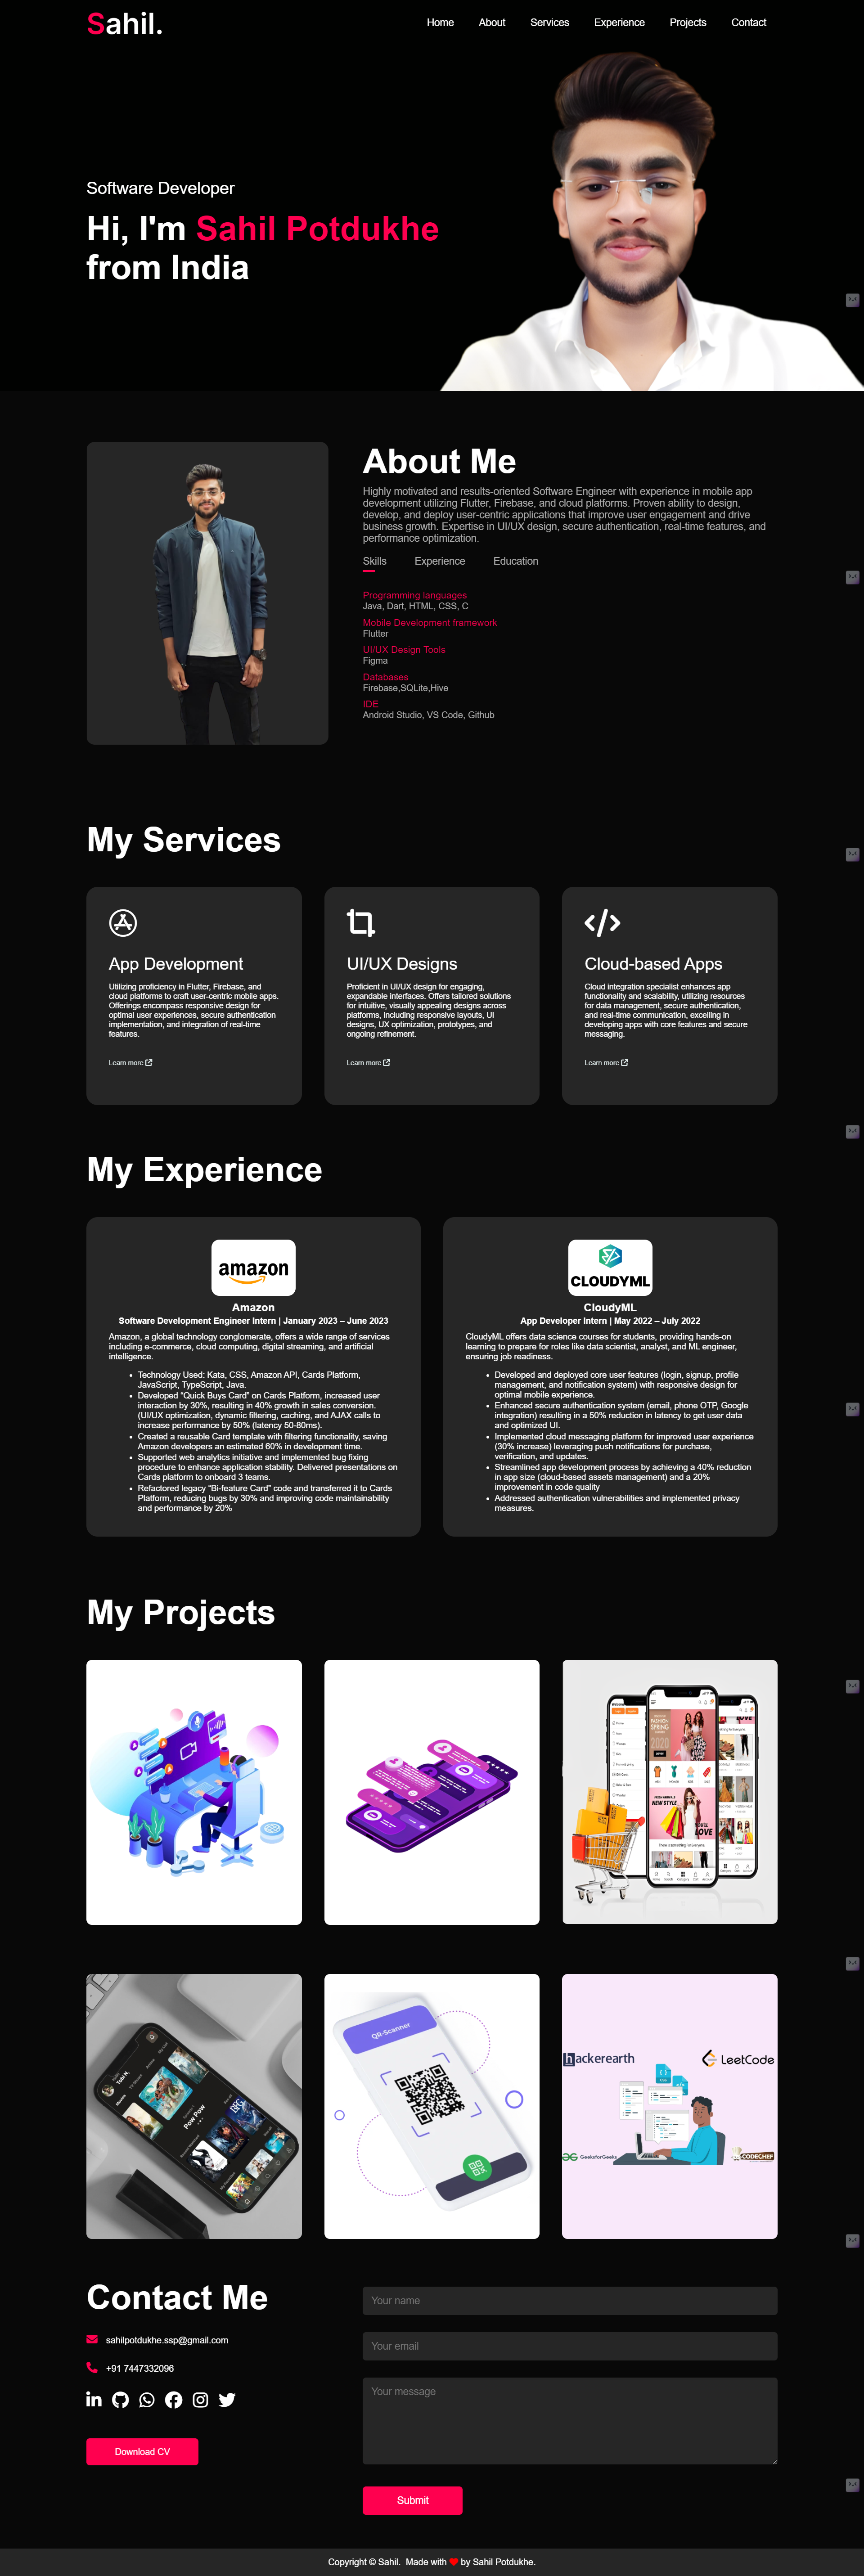 Sahil.
Home
About
Services
Experience
Projects
Contact
Software Developer
Hi, I'm Sahil Potdukhe
from India
About Me
Highly motivated and results-oriented Software Engineer with experience in mobile app
development utilizing Flutter, Firebase, and cloud platforms. Proven ability to design,
develop, and deploy user-centric applications that improve user engagement and drive
business growth. Expertise in UI/UX design, secure authentication, real-time features, and
performance optimization.
Skills
Experience
Education
Programming languages
Java, Dart, HTML, CSS, C
Mobile Development framework
Flutter
UI/UX Design Tools
Figma
Databases
Firebase,SQLite,Hive
IDE
Android Studio, VS Code, Github
My Services
App Development
Utilizing proficiency in Flutter, Firebase, and
cloud platforms to craft user-centric mobile apps.
Offerings encompass responsive design for
optimal user experiences, secure authentication
implementation, and integration of real-time
features.
Learn more
UI/UX Designs
Proficient in UI/UX design for engaging,
expandable interfaces. Offers tailored solutions
for intuitive, visually appealing designs across
platforms, including responsive layouts, UI
designs, UX optimization, prototypes, and
ongoing refinement.
Learn more
Cloud-based Apps
Cloud integration specialist enhances app
functionality and scalability, utilizing resources
for data management, secure authentication,
and real-time communication, excelling in
developing apps with core features and secure
messaging.
Learn more
My Experience
amazon
Amazon
Software Development Engineer Intern | January 2023 – June 2023
Amazon, a global technology conglomerate, offers a wide range of services
including e-commerce, cloud computing, digital streaming, and artificial
intelligence.
• Technology Used: Kata, CSS, Amazon API, Cards Platform,
JavaScript, TypeScript, Java.
• Developed “Quick Buys Card” on Cards Platform, increased user
interaction by 30%, resulting in 40% growth in sales conversion.
(UI/UX optimization, dynamic filtering, caching, and AJAX calls to
increase performance by 50% (latency 50-80ms).
• Created a reusable Card template with filtering functionality, saving
Amazon developers an estimated 60% in development time.
• Supported web analytics initiative and implemented bug fixing
procedure to enhance application stability. Delivered presentations on
Cards platform to onboard 3 teams.
• Refactored legacy “Bi-feature Card” code and transferred it to Cards
Platform, reducing bugs by 30% and improving code maintainability
and performance by 20%
CLOUDYML
CloudyML
App Developer Intern | May 2022 – July 2022
CloudyML offers data science courses for students, providing hands-on
learning to prepare for roles like data scientist, analyst, and ML engineer,
ensuring job readiness.
• Developed and deployed core user features (login, signup, profile
management, and notification system) with responsive design for
optimal mobile experience.
• Enhanced secure authentication system (email, phone OTP, Google
integration) resulting in a 50% reduction in latency to get user data
and optimized UI.
• Implemented cloud messaging platform for improved user experience
(30% increase) leveraging push notifications for purchase,
verification, and updates.
• Streamlined app development process by achieving a 40% reduction
in app size (cloud-based assets management) and a 20%
improvement in code quality
• Addressed authentication vulnerabilities and implemented privacy
measures.
My Projects
FASHION
SPRING
2020
NEW STYLE
Pow Pow
QR-Scanner
hackerearth
LeetCode
GeeksforGeeks
CODECHEF
Contact Me
sahilpotdukhe.ssp@gmail.com
+91 7447332096
Download CV
Your name
Your email
Your message
Submit
Copyright © Sahil. Made with ❤ by Sahil Potdukhe.